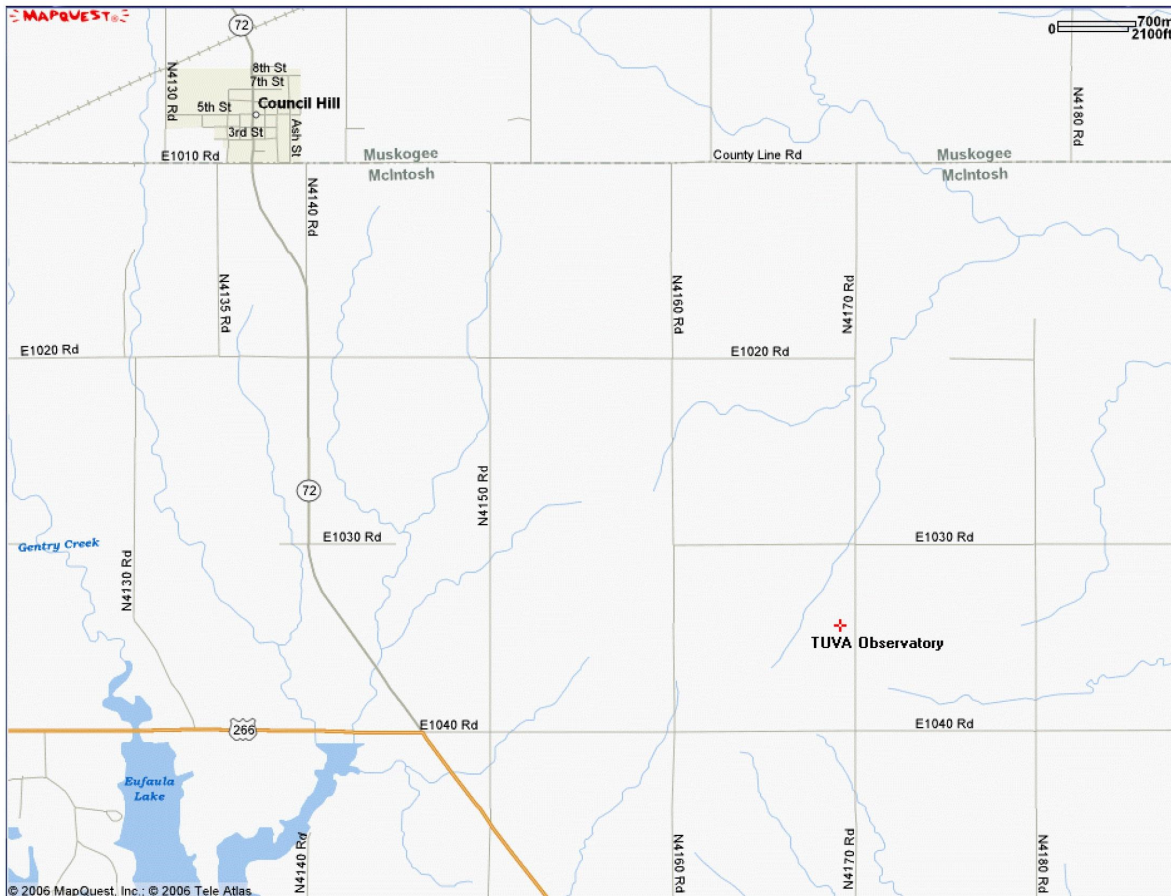 MAPQUEST®
72
0 700m
2100ft
8th St
7th St
N4130 Rd
5th St
Council Hill
N4180 Rd
3rd St
Ash St
E1010 Rd
Muskogee
County Line Rd
Muskogee
McIntosh
McIntosh
N4140 Rd
N4135 Rd
N4160 Rd
N4170 Rd
E1020 Rd
E1020 Rd
72
N4150 Rd
Gentry Creek
E1030 Rd
E1030 Rd
N4130 Rd
TUVA Observatory
266
E1040 Rd
E1040 Rd
Eufaula
Lake
N4140 Rd
N4160 Rd
N4170 Rd
N4180 Rd
© 2006 MapQuest, Inc.; © 2006 Tele Atlas